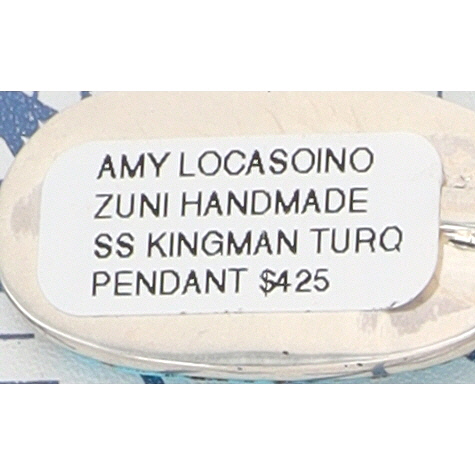 AMY LOCASOINO
ZUNI HANDMADE
SS KINGMAN TURQ
PENDANT $425